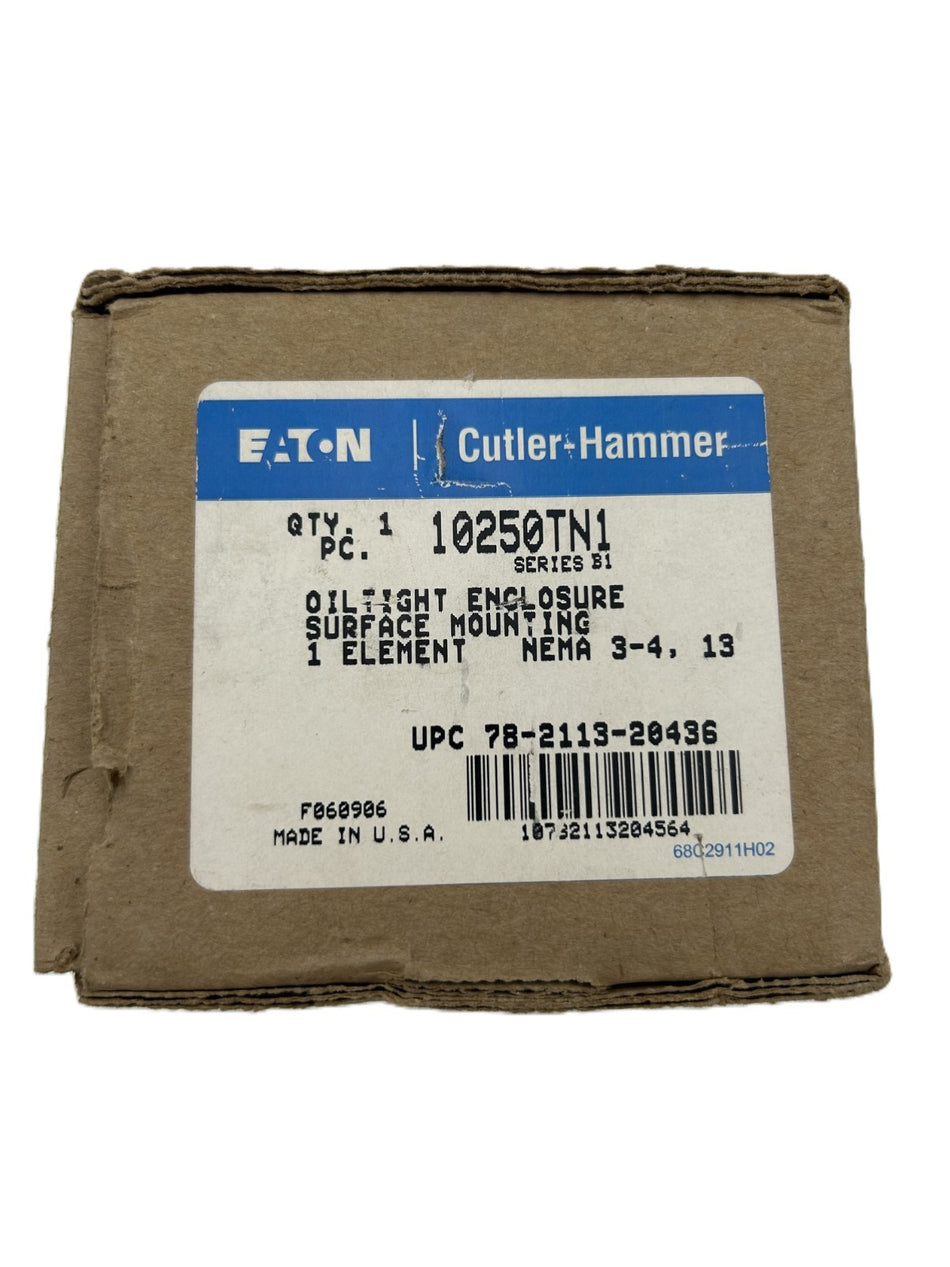 EATON | Cutler-Hammer
QTY. 1 10250TN1
PC.
SERIES B1
OILTIGHT ENCLOSURE
SURFACE MOUNTING
1 ELEMENT NEMA 3-4, 13
UPC 78-2113-20436
F060906
MADE IN U.S.A.
10782113204564
68C2911H02